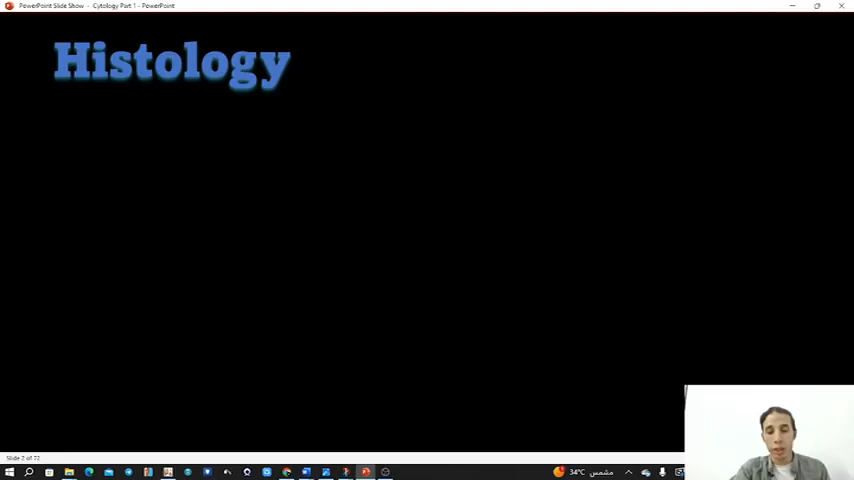 PowerPoint Slide Show - Cytology Part 1 - PowerPoint
Histology
Slide 2 of 72
34°C مشمس